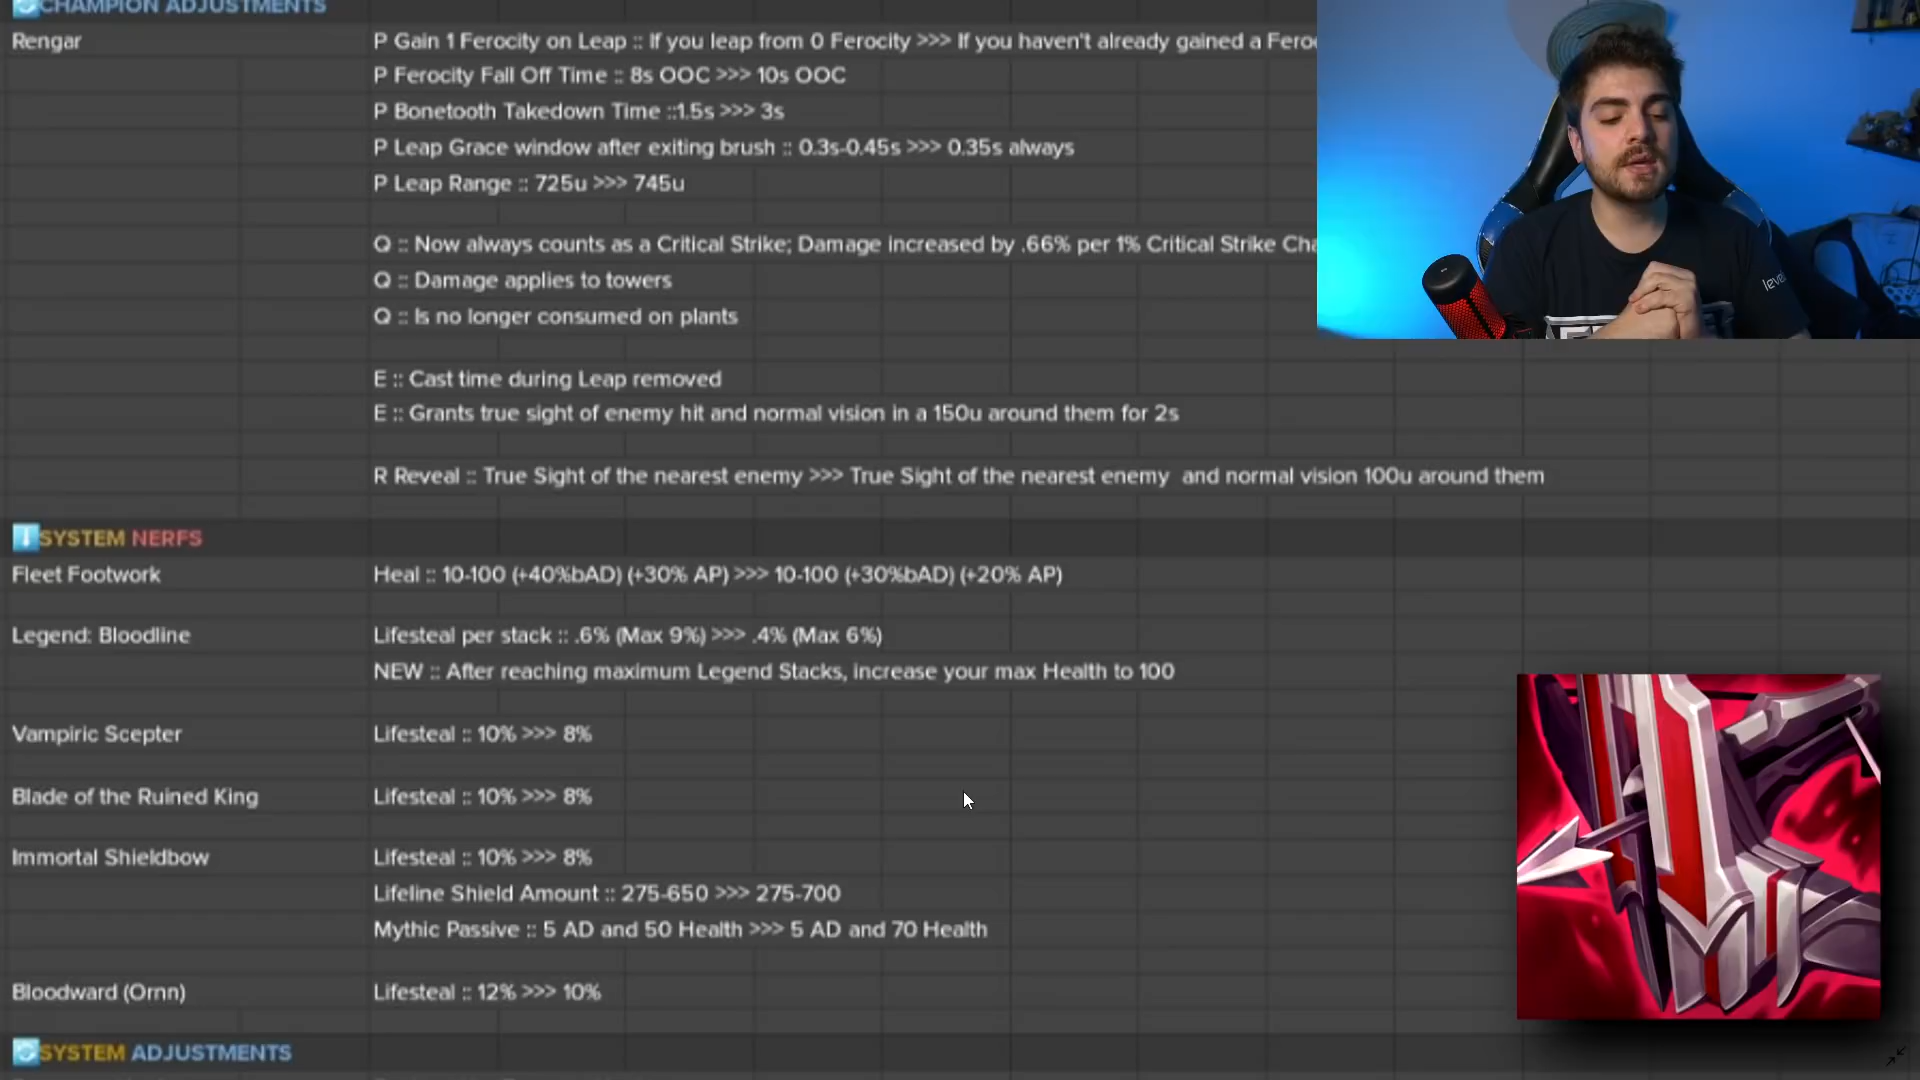 CHAMPION ADJUSTMENTS
Rengar
P Gain 1 Ferocity on Leap :: If you leap from 0 Ferocity >>> If you haven't already gained a
P Ferocity Fall Off Time :: 8s OOC >>> 10s OOC
P Bonetooth Takedown Time ::1.5s >>> 3s
P Leap Grace window after exiting brush :: 0.3s-0.45s >>> 0.35s always
P Leap Range :: 725u >>> 745u
Q :: Now always counts as a Critical Strike; Damage increased by .66% per 1% Critical Strike
Q :: Damage applies to towers
Q :: Is no longer consumed on plants
E :: Cast time during Leap removed
E :: Grants true sight of enemy hit and normal vision in a 150u around them for 2s
R Reveal :: True Sight of the nearest enemy >>> True Sight of the nearest enemy and normal vision 100u around them
SYSTEM NERFS
Fleet Footwork
Heal :: 10-100 (+40%bAD) (+30% AP) >>> 10-100 (+30%bAD) (+20% AP)
Legend: Bloodline
Lifesteal per stack :: .6% (Max 9%) >>> .4% (Max 6%)
NEW :: After reaching maximum Legend Stacks, increase your max Health to 100
Vampiric Scepter
Lifesteal :: 10% >>> 8%
Blade of the Ruined King
Lifesteal :: 10% >>> 8%
Immortal Shieldbow
Lifesteal :: 10% >>> 8%
Lifeline Shield Amount :: 275-650 >>> 275-700
Mythic Passive :: 5 AD and 50 Health >>> 5 AD and 70 Health
Bloodward (Ornn)
Lifesteal :: 12% >>> 10%
SYSTEM ADJUSTMENTS